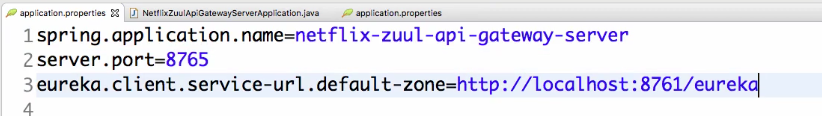 application.properties NetflixZuulApiGatewayServerApplication.java application.properties
1 spring.application.name=netflix-zuul-api-gateway-server
2 server.port=8765
3 eureka.client.service-url.default-zone=http://localhost:8761/eureka
4